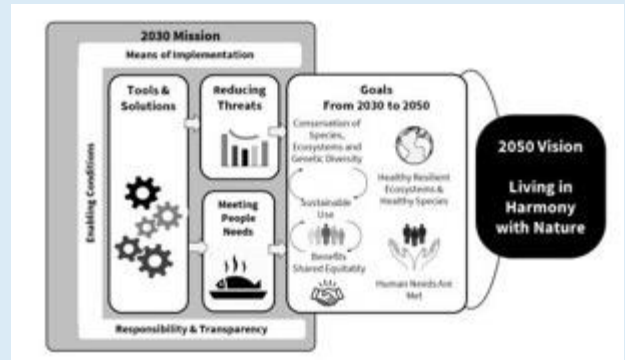 2030 Mission
Means of Implementation
Enabling Conditions
Tools &
Solutions
Reducing
Threats
Meeting
People
Needs
Goals
From 2030 to 2050
Conservation of
Species,
Ecosystems and
Genetic Diversity
Healthy Resilient
Ecosystems &
Healthy Species
Sustainable
Use
Benefits
Shared Equitably
Human Needs Are
Met
2050 Vision
Living in
Harmony
with Nature
Responsibility & Transparency